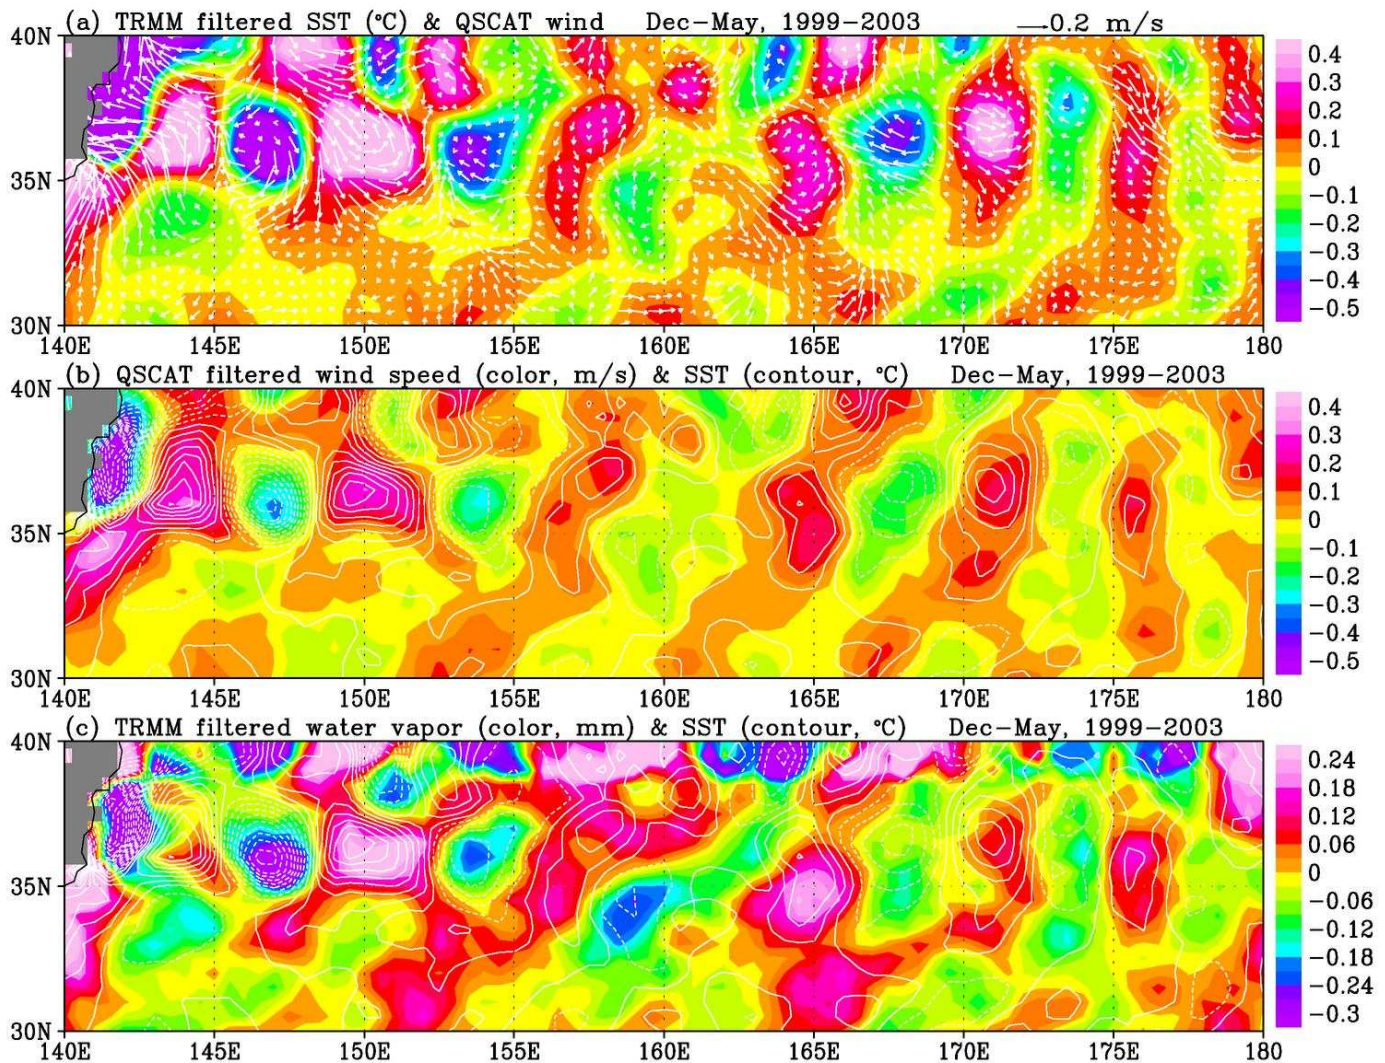 (a) TRMM filtered SST (°C) & QSCAT wind Dec−May, 1999−2003 →0.2 m/s
40N
35N
30N
140E 145E 150E 155E 160E 165E 170E 175E 180
0.4
0.3
0.2
0.1
0
−0.1
−0.2
−0.3
−0.4
−0.5
(b) QSCAT filtered wind speed (color, m/s) & SST (contour, °C) Dec−May, 1999−2003
40N
35N
30N
140E 145E 150E 155E 160E 165E 170E 175E 180
0.4
0.3
0.2
0.1
0
−0.1
−0.2
−0.3
−0.4
−0.5
(c) TRMM filtered water vapor (color, mm) & SST (contour, °C) Dec−May, 1999−2003
40N
35N
30N
140E 145E 150E 155E 160E 165E 170E 175E 180
0.24
0.18
0.12
0.06
0
−0.06
−0.12
−0.18
−0.24
−0.3